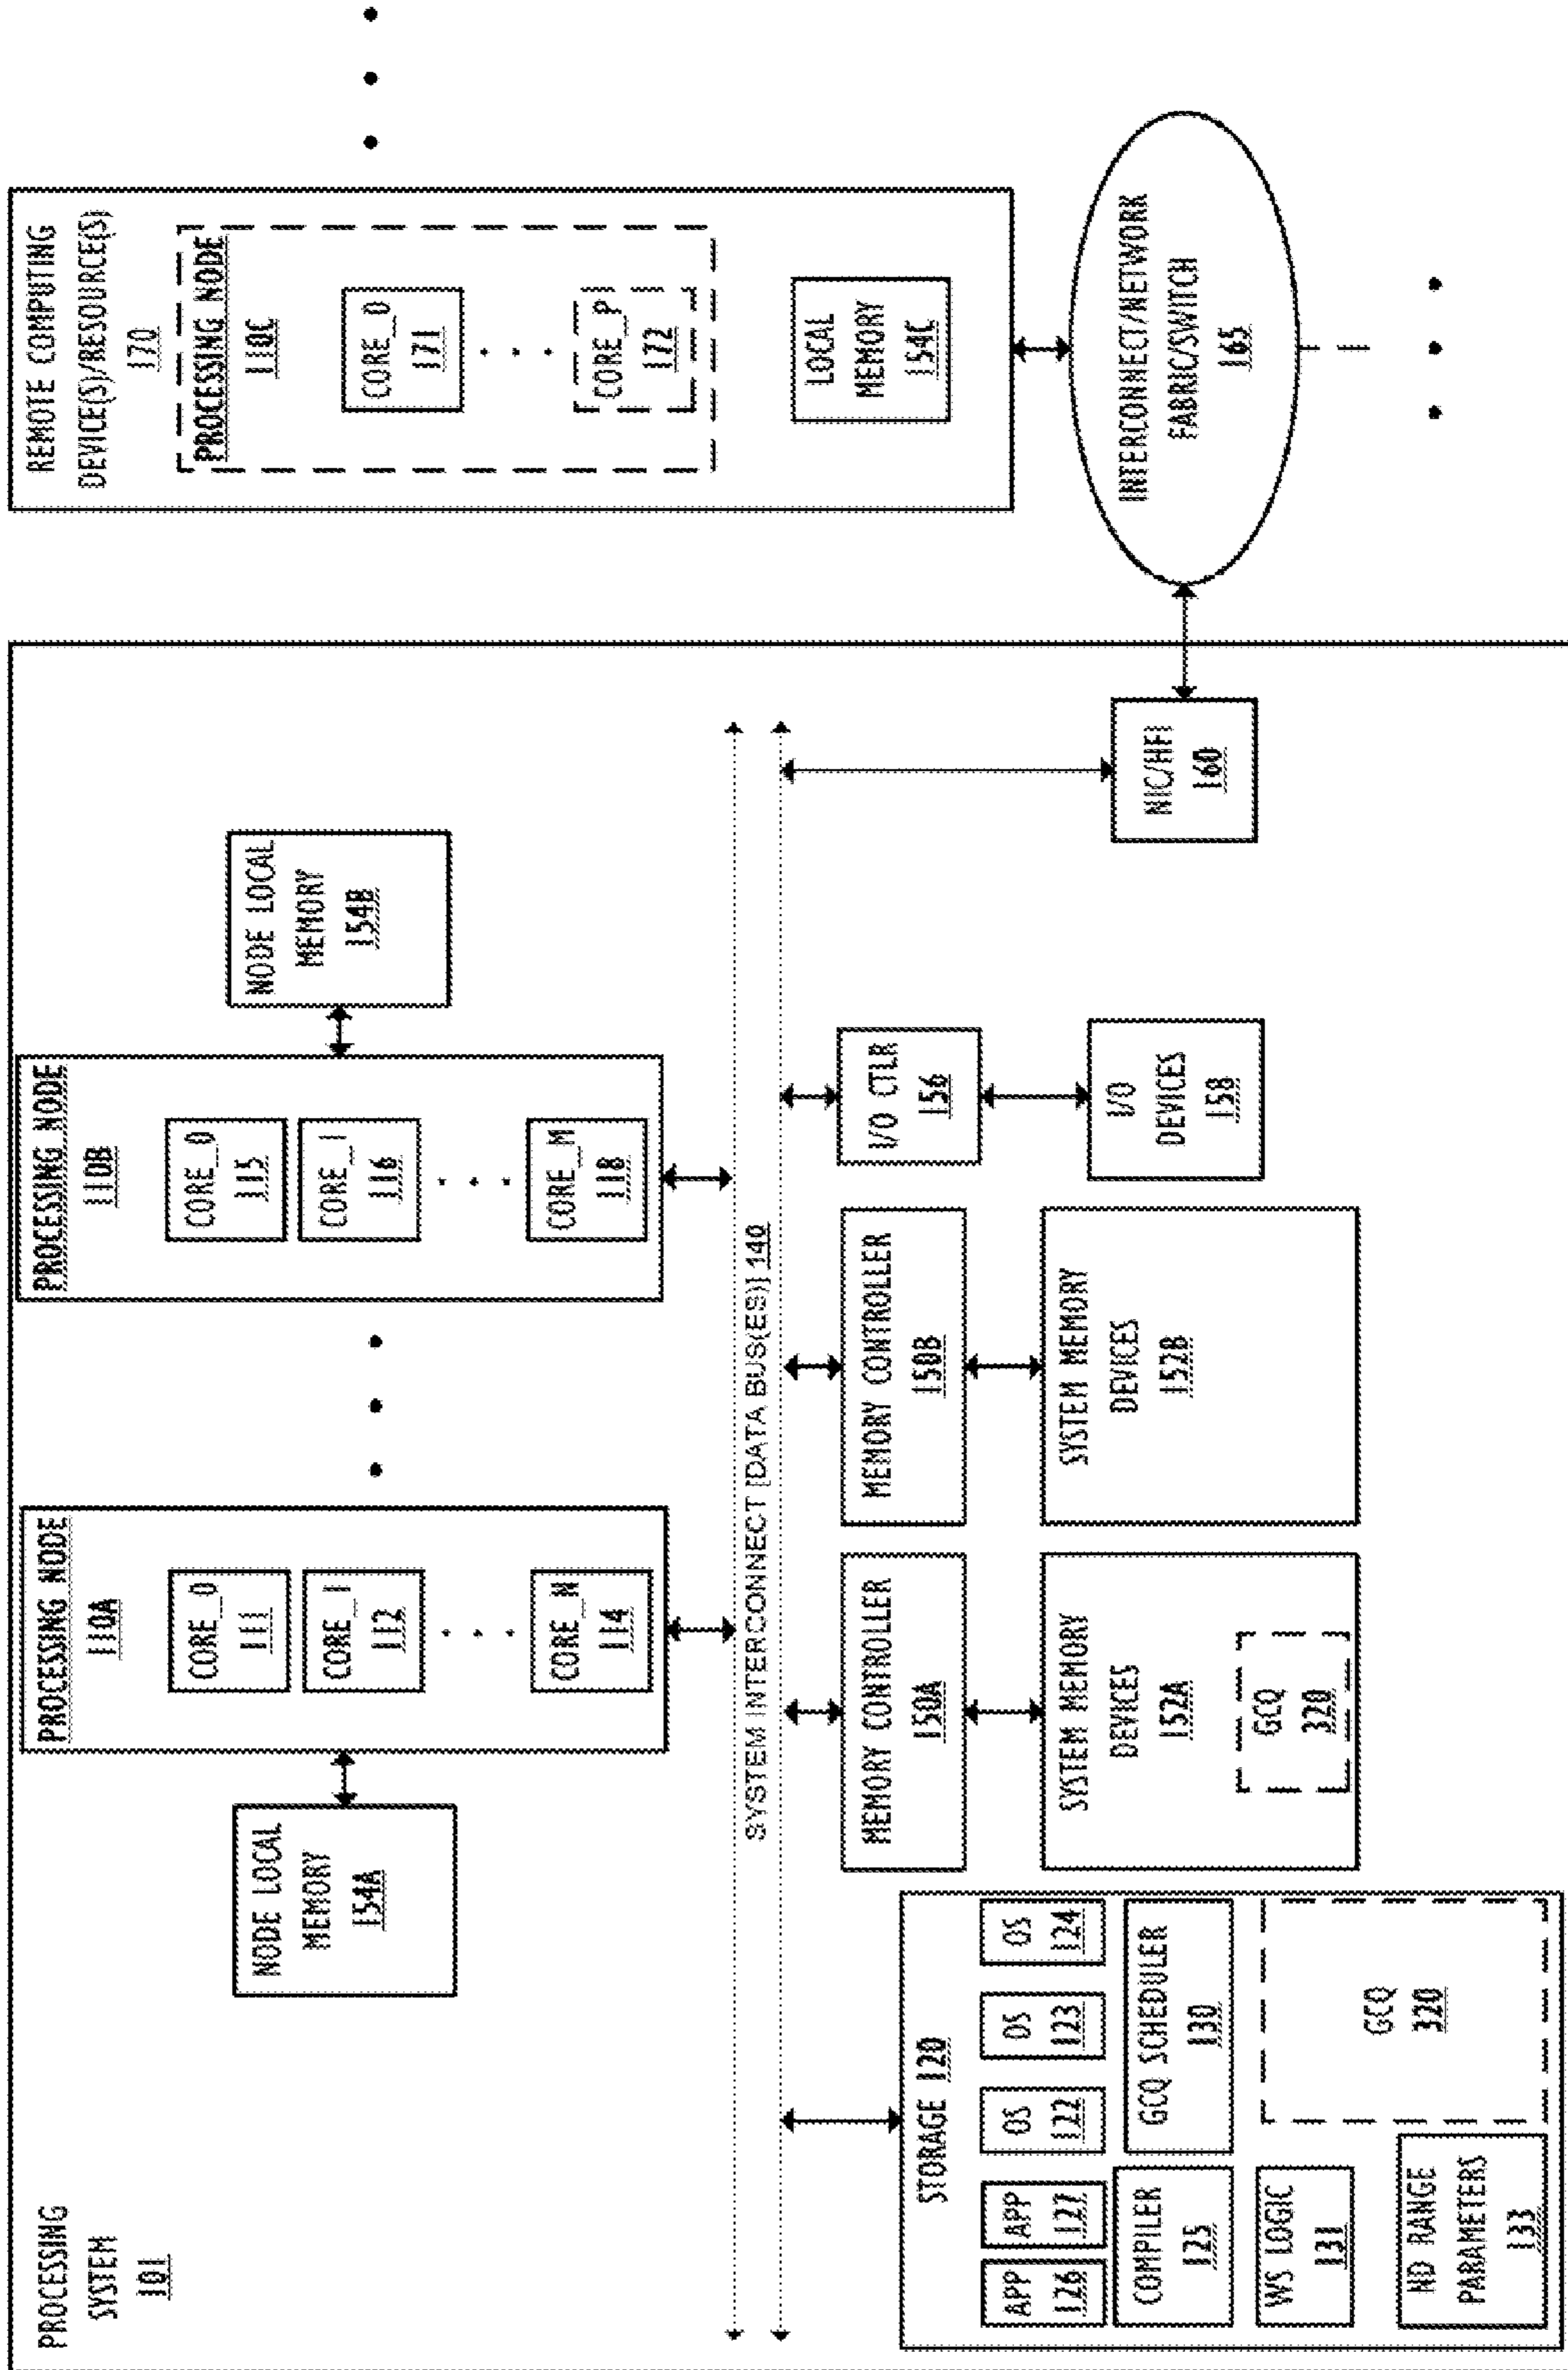 PROCESSING
SYSTEM
101
NODE LOCAL
MEMORY
154A
PROCESSING NODE
110A
CORE_0
111
CORE_1
112
CORE_N
114
PROCESSING NODE
110B
CORE_0
115
CORE_1
116
CORE_M
118
NODE LOCAL
MEMORY
154B
SYSTEM INTERCONNECT [DATA BUS(ES)] 140
STORAGE 120
APP
126
APP
127
OS
122
OS
123
OS
124
COMPILER
125
GCQ SCHEDULER
130
WS LOGIC
131
GCQ
320
ND RANGE
PARAMETERS
133
MEMORY CONTROLLER
150A
SYSTEM MEMORY
DEVICES
152A
GCQ
320
MEMORY CONTROLLER
150B
SYSTEM MEMORY
DEVICES
152B
I/O CTLR
156
I/O
DEVICES
158
NIC/HFI
160
REMOTE COMPUTING
DEVICE(S)/RESOURCE(S)
170
PROCESSING NODE
110C
CORE_0
171
CORE_P
172
LOCAL
MEMORY
154C
INTERCONNECT/NETWORK
FABRIC/SWITCH
165